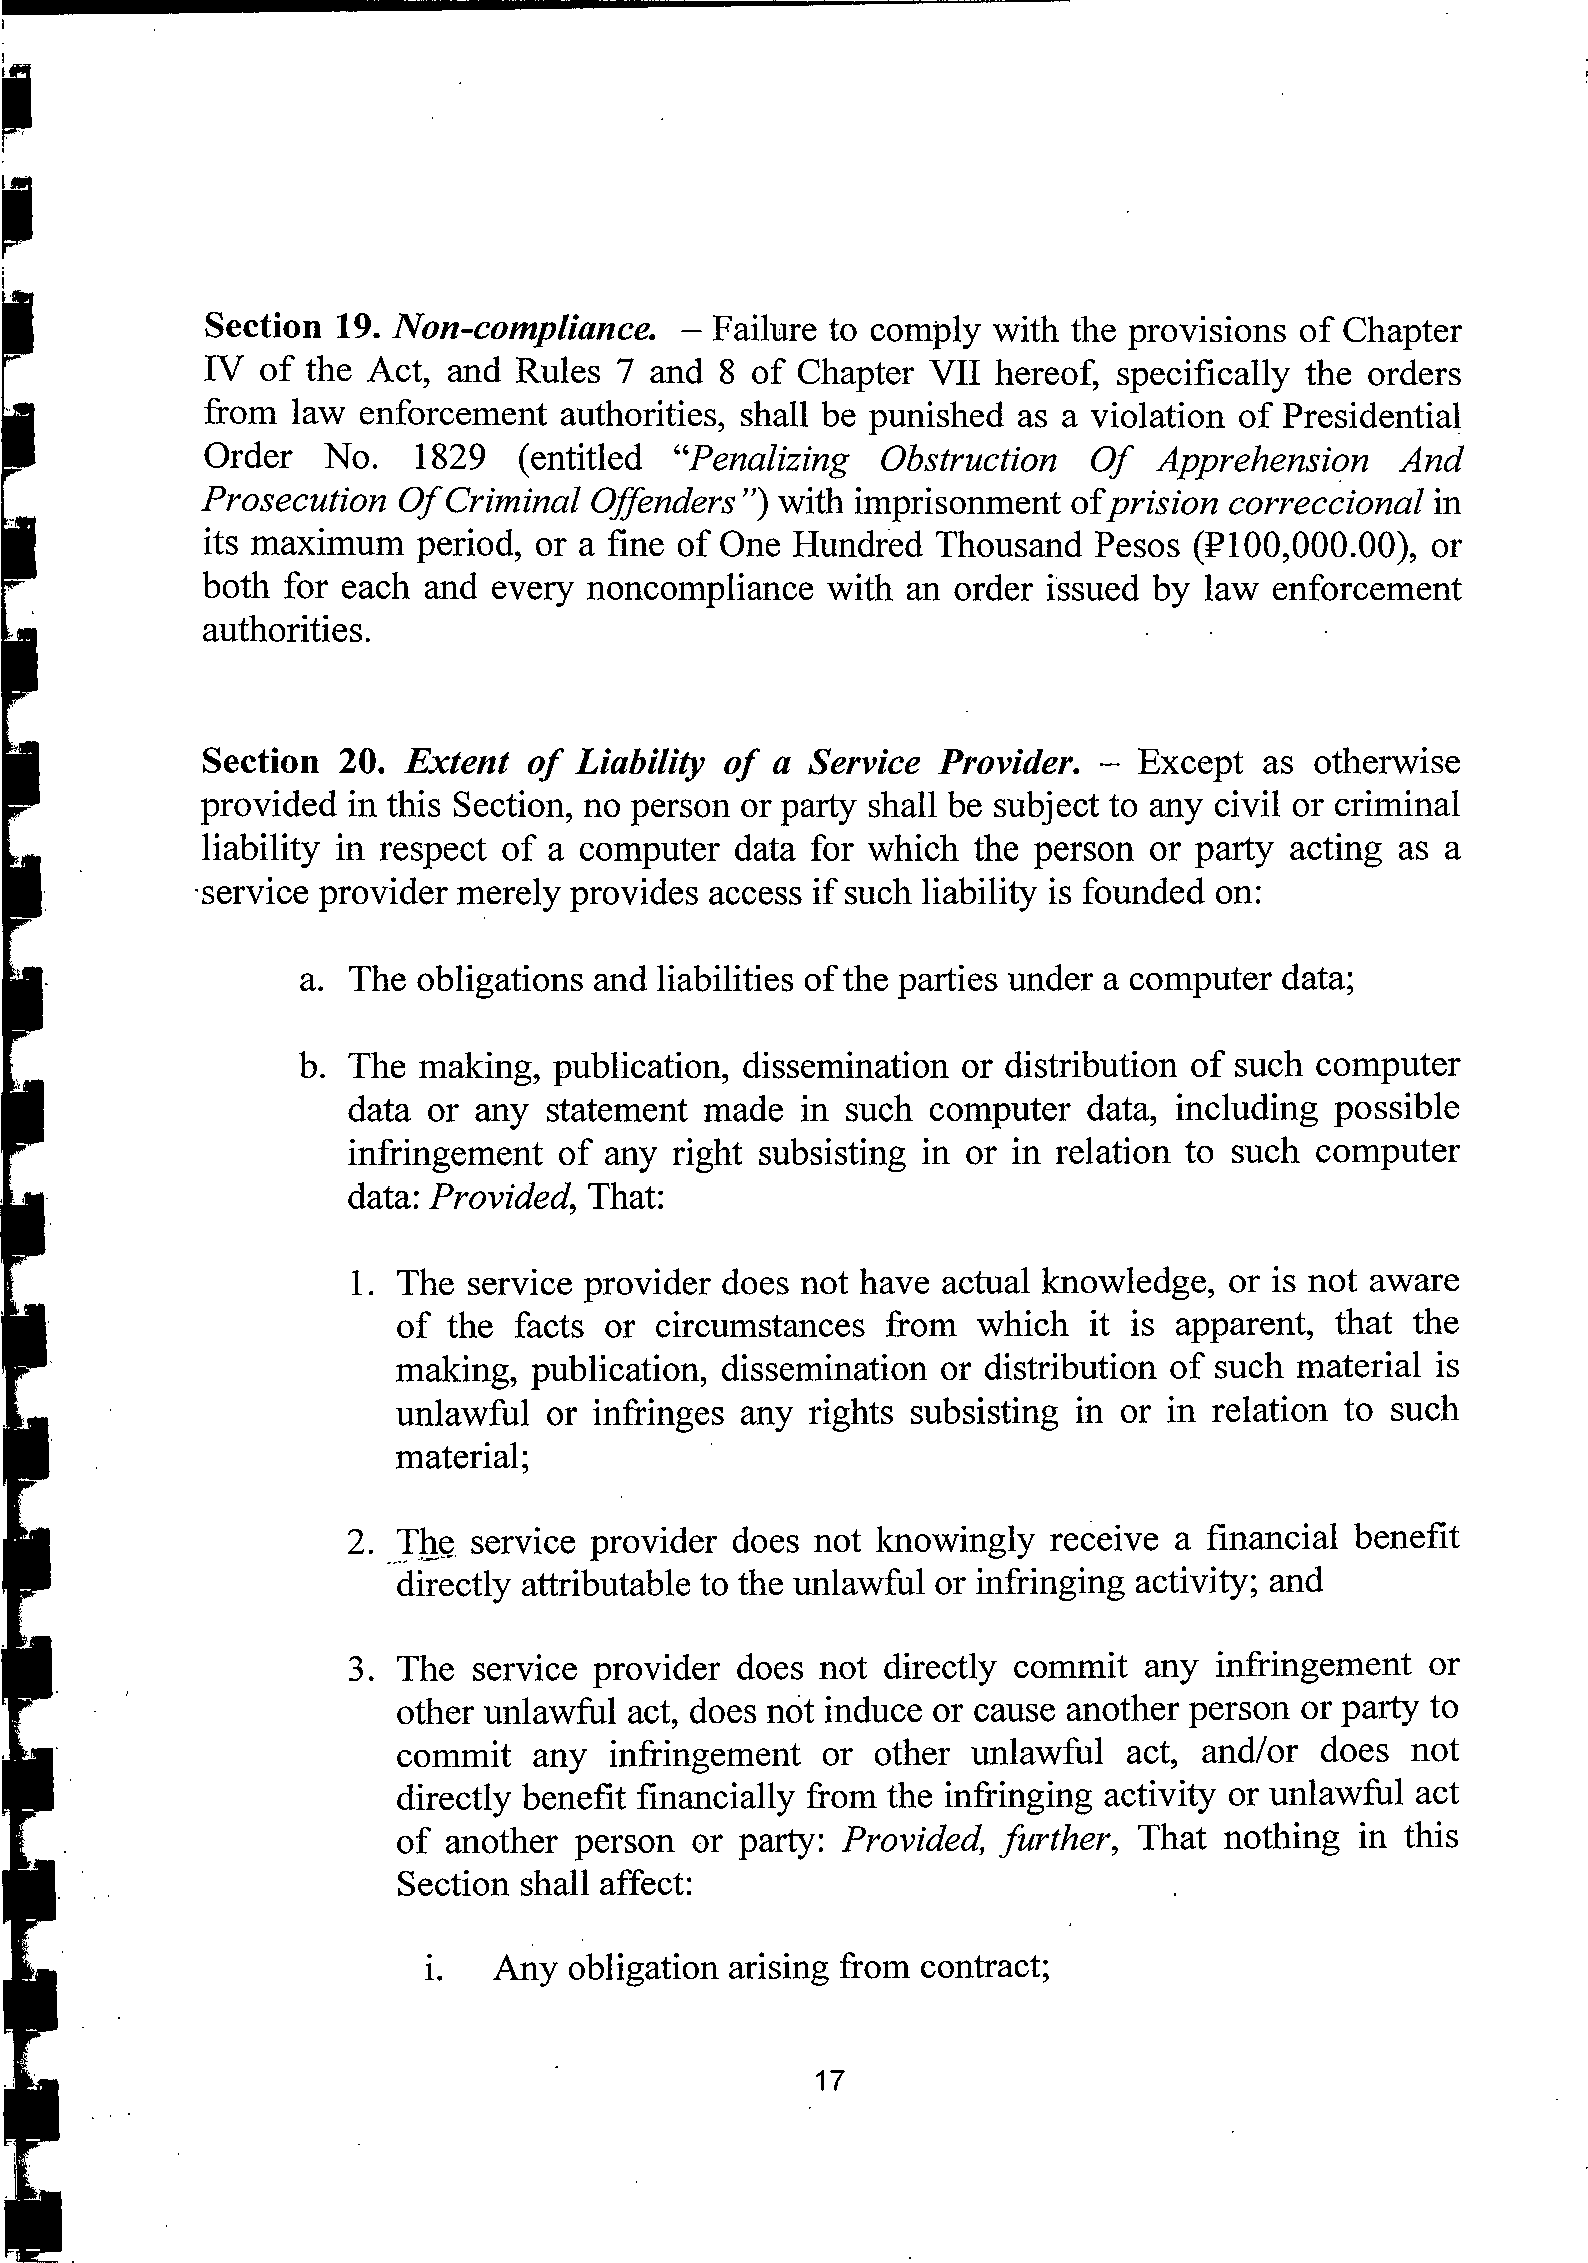 Section 19. Non-compliance. – Failure to comply with the provisions of Chapter
IV of the Act, and Rules 7 and 8 of Chapter VII hereof, specifically the orders
from law enforcement authorities, shall be punished as a violation of Presidential
Order No. 1829 (entitled “Penalizing Obstruction Of Apprehension And
Prosecution Of Criminal Offenders”) with imprisonment of prision correccional in
its maximum period, or a fine of One Hundred Thousand Pesos (₱100,000.00), or
both for each and every noncompliance with an order issued by law enforcement
authorities.
Section 20. Extent of Liability of a Service Provider. – Except as otherwise
provided in this Section, no person or party shall be subject to any civil or criminal
liability in respect of a computer data for which the person or party acting as a
service provider merely provides access if such liability is founded on:
a. The obligations and liabilities of the parties under a computer data;
b. The making, publication, dissemination or distribution of such computer
data or any statement made in such computer data, including possible
infringement of any right subsisting in or in relation to such computer
data: Provided, That:
1. The service provider does not have actual knowledge, or is not aware
of the facts or circumstances from which it is apparent, that the
making, publication, dissemination or distribution of such material is
unlawful or infringes any rights subsisting in or in relation to such
material;
2. The service provider does not knowingly receive a financial benefit
directly attributable to the unlawful or infringing activity; and
3. The service provider does not directly commit any infringement or
other unlawful act, does not induce or cause another person or party to
commit any infringement or other unlawful act, and/or does not
directly benefit financially from the infringing activity or unlawful act
of another person or party: Provided, further, That nothing in this
Section shall affect:
i. Any obligation arising from contract;
17